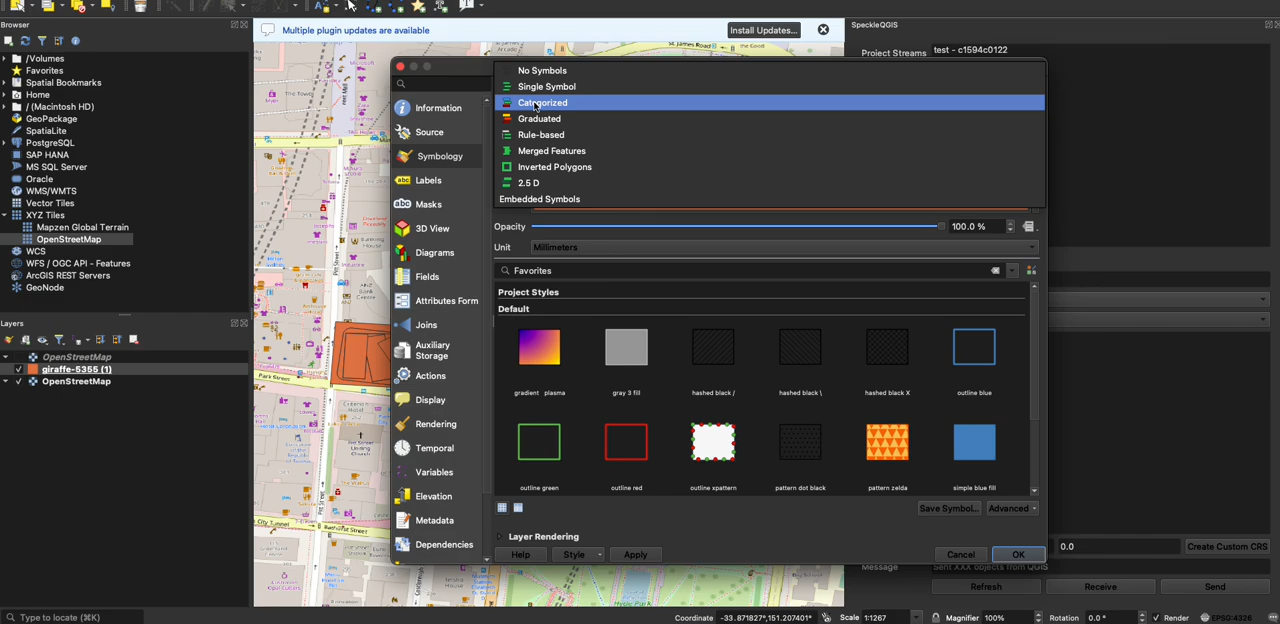 Browser
Multiple plugin updates are available
Install Updates...
SpeckleQGIS
Project Streams
test - c1594c0122
/Volumes
Favorites
Spatial Bookmarks
Home
/ (Macintosh HD)
GeoPackage
SpatiaLite
PostgreSQL
SAP HANA
MS SQL Server
Oracle
WMS/WMTS
Vector Tiles
XYZ Tiles
Mapzen Global Terrain
OpenStreetMap
WCS
WFS / OGC API - Features
ArcGIS REST Servers
GeoNode
Layers
OpenStreetMap
giraffe-5355 (1)
OpenStreetMap
Information
Source
Symbology
Labels
Masks
3D View
Diagrams
Fields
Attributes Form
Joins
Auxiliary
Storage
Actions
Display
Rendering
Temporal
Variables
Elevation
Metadata
Dependencies
No Symbols
Single Symbol
Categorized
Graduated
Rule-based
Merged Features
Inverted Polygons
2.5 D
Embedded Symbols
Opacity
100.0 %
Unit
Millimeters
Favorites
Project Styles
Default
gradient plasma
gray 3 fill
hashed black /
hashed black \
hashed black X
outline blue
outline green
outline red
outline xpattern
pattern dot black
pattern zelda
simple blue fill
Save Symbol...
Advanced
Layer Rendering
Help
Style
Apply
Cancel
OK
0.0
Create Custom CRS
Message
Sent XXX objects from QGIS
Refresh
Receive
Send
Park Street
Bathurst Street
Hyde Park
Type to locate (⌘K)
Coordinate
-33.871827°,151.207401°
Scale
1:1267
Magnifier
100%
Rotation
0.0 °
Render
EPSG:4326